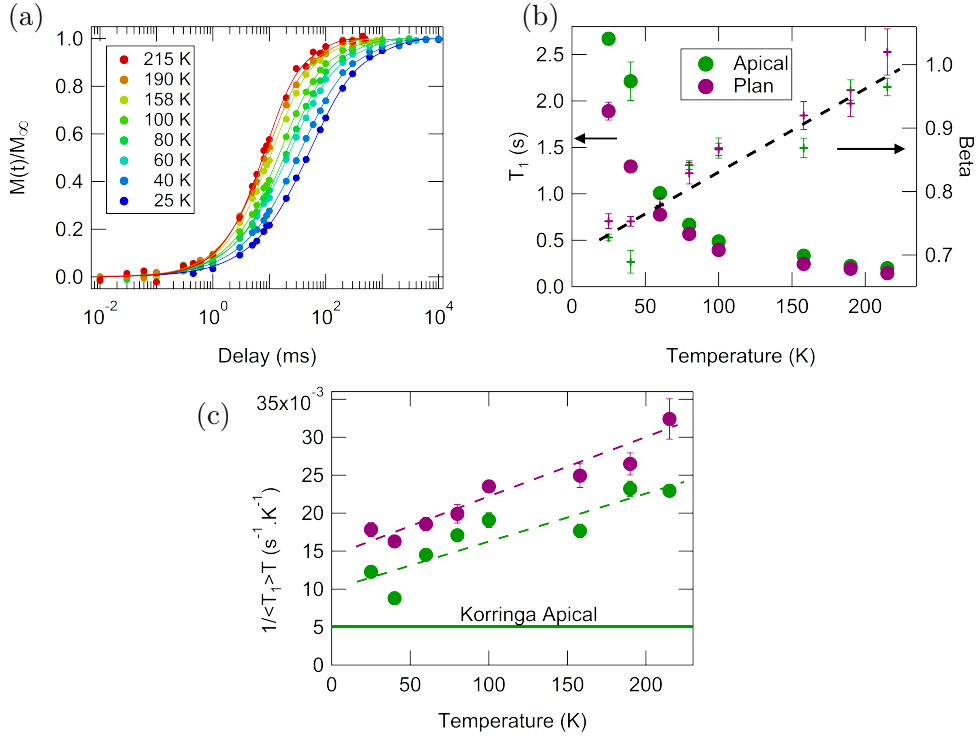 (a)
M(t)/M∞
1.0
0.8
0.6
0.4
0.2
0.0
215 K
190 K
158 K
100 K
80 K
60 K
40 K
25 K
10⁻²
10⁰
10²
10⁴
Delay (ms)
(b)
T₁ (s)
2.5
2.0
1.5
1.0
0.5
0.0
Apical
Plan
1.0
0.9
0.8
0.7
Beta
0
50
100
150
200
Temperature (K)
(c)
1/<T₁>T (s⁻¹.K⁻¹)
35x10⁻³
30
25
20
15
10
5
0
Korringa Apical
0
50
100
150
200
Temperature (K)